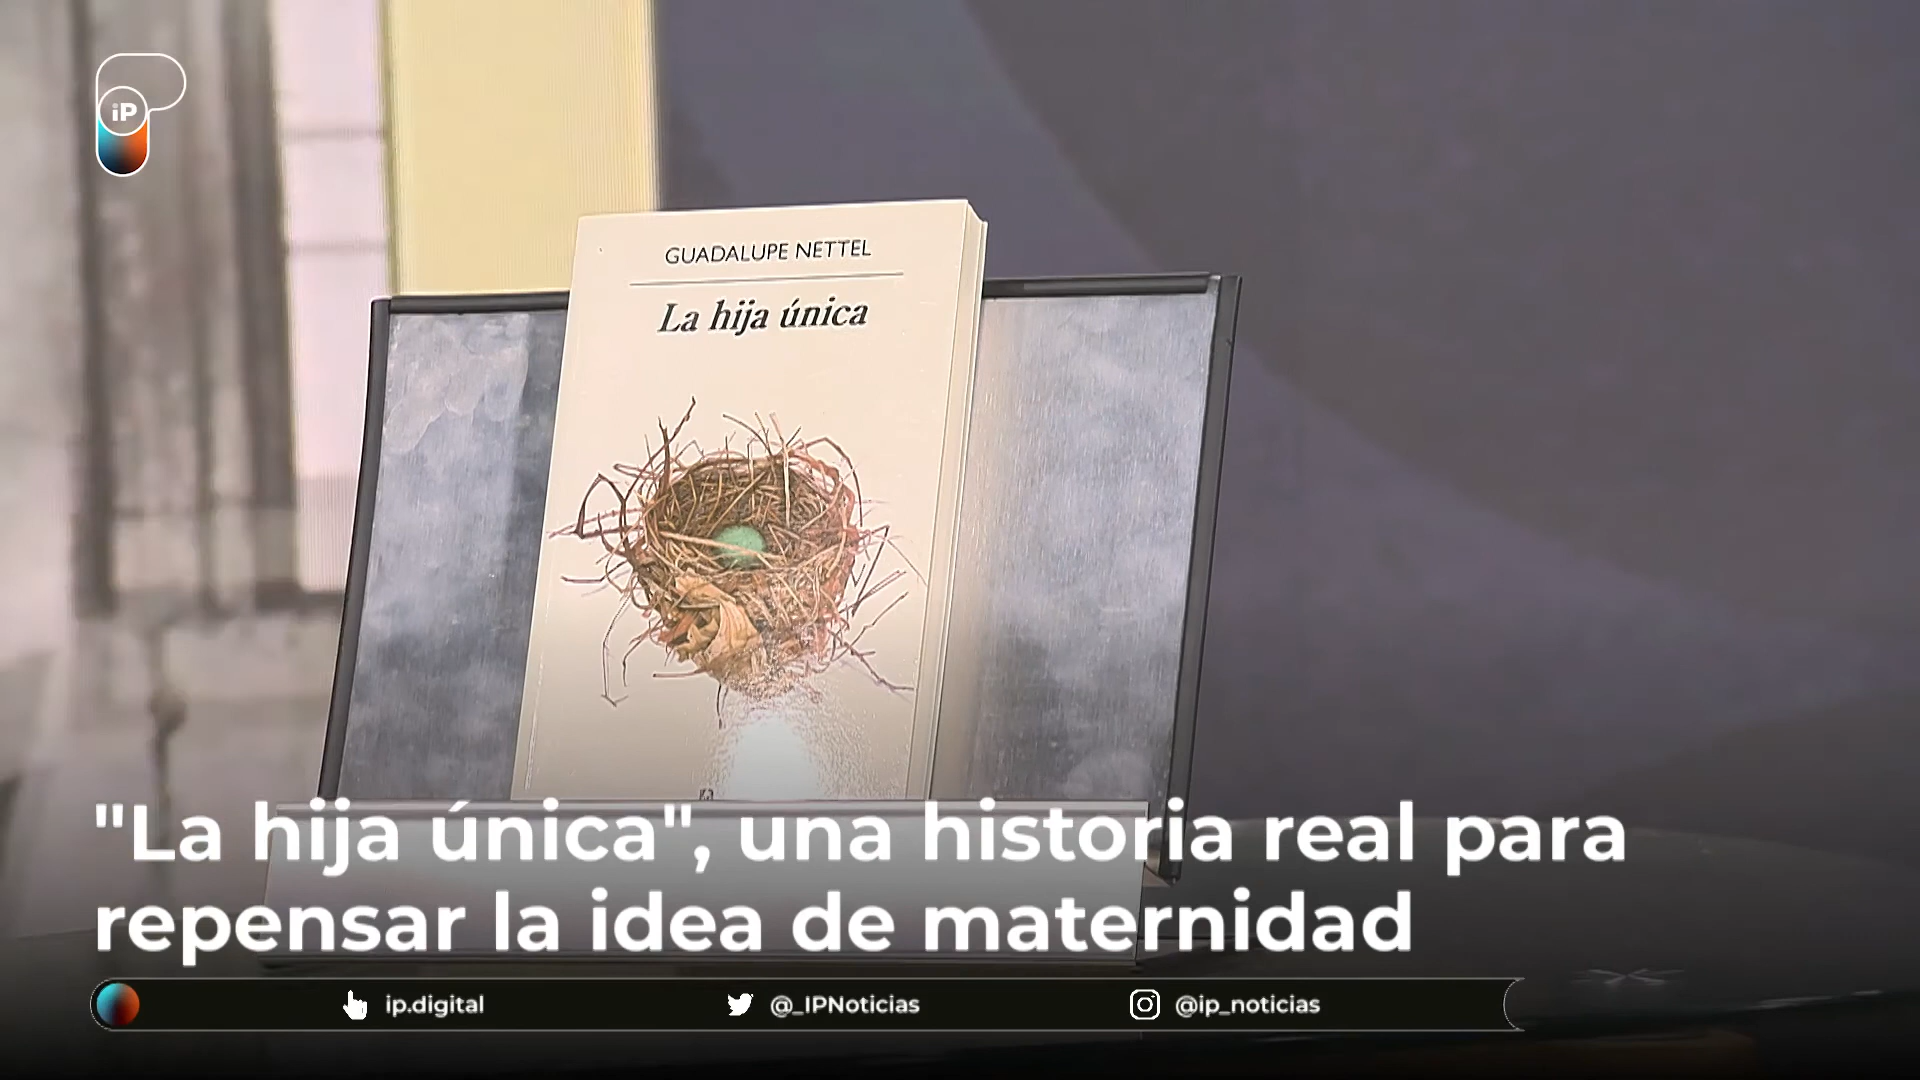 iP
GUADALUPE NETTEL
La hija única
"La hija única", una historia real para
repensar la idea de maternidad
ip.digital
@_IPNoticias
@ip_noticias